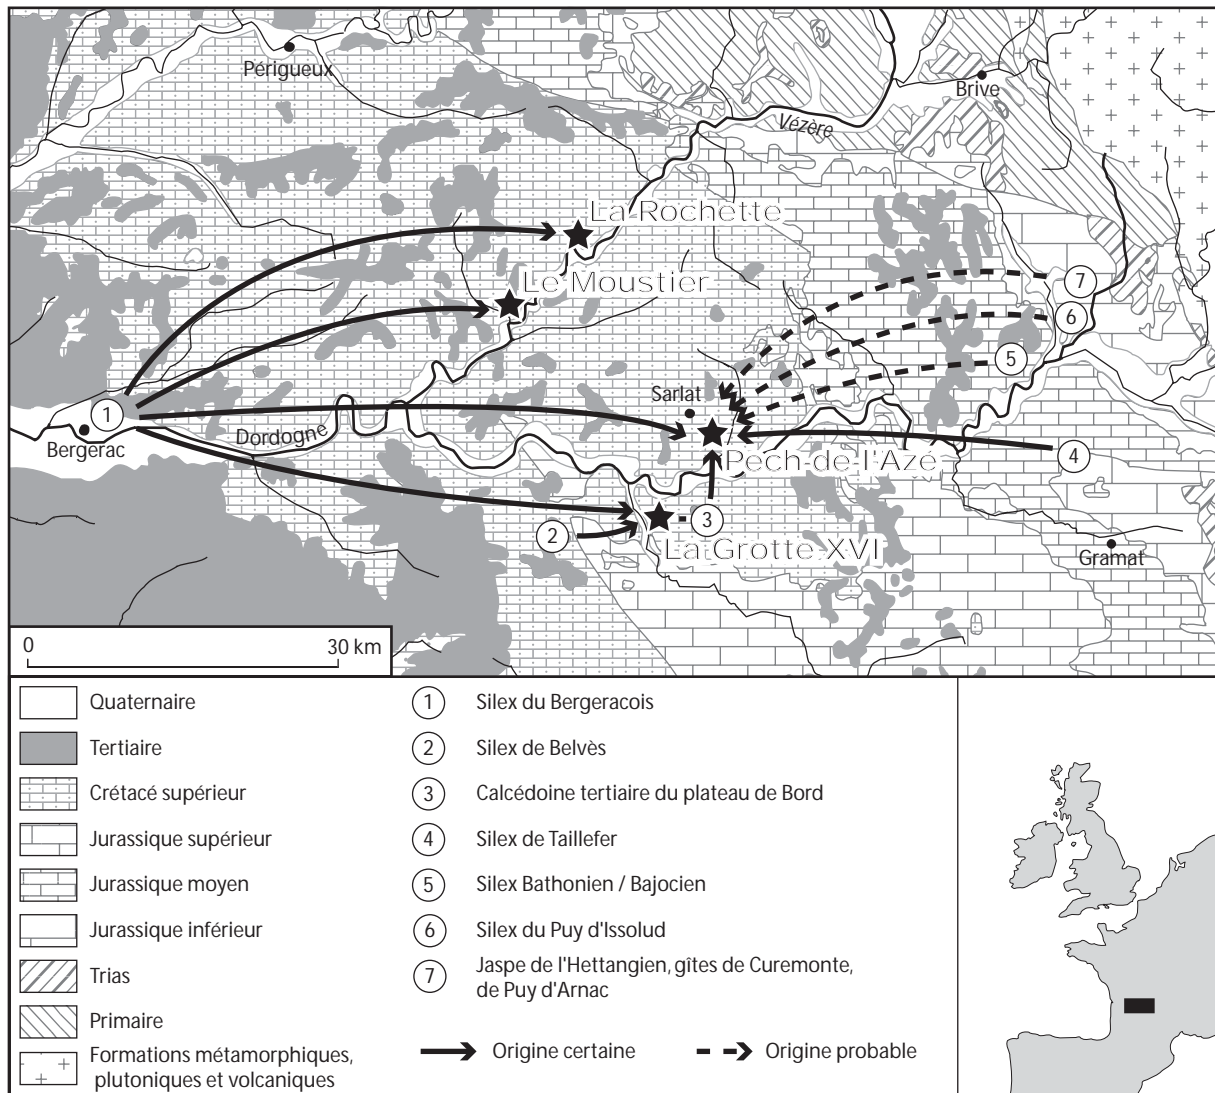 Périgueux
Brive
Vézère
La Rochette
Le Moustier
7
6
5
Sarlat
1
Bergerac
Dordogne
Pech-de-l'Azé
4
2
3
La Grotte XVI
Gramat
0
30 km
Quaternaire
Tertiaire
Crétacé supérieur
Jurassique supérieur
Jurassique moyen
Jurassique inférieur
Trias
Primaire
Formations métamorphiques,
plutoniques et volcaniques
1 Silex du Bergeracois
2 Silex de Belvès
3 Calcédoine tertiaire du plateau de Bord
4 Silex de Taillefer
5 Silex Bathonien / Bajocien
6 Silex du Puy d'Issolud
7 Jaspe de l'Hettangien, gîtes de Curemonte,
de Puy d'Arnac
Origine certaine
Origine probable